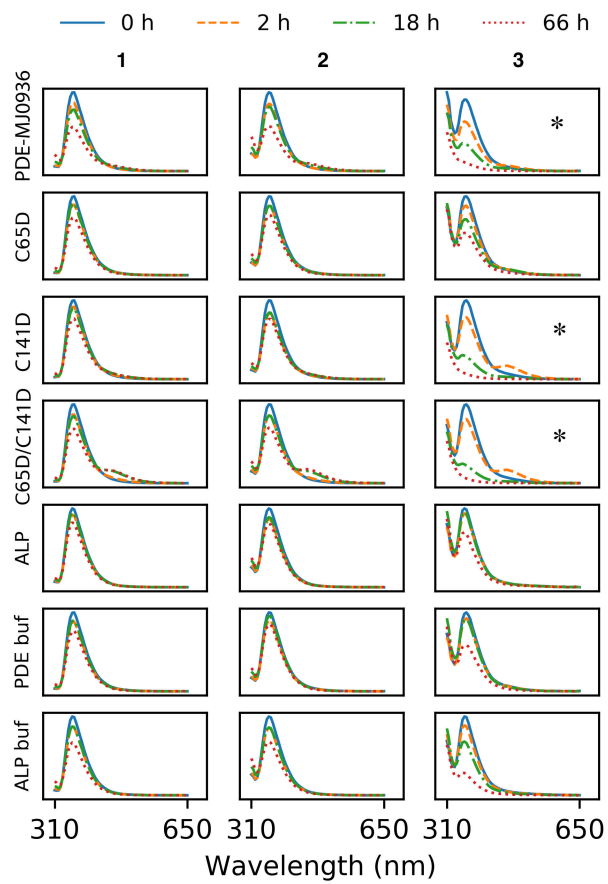 0 h 2 h 18 h 66 h
1 2 3
PDE-MJ0936
*
C65D
C141D
*
C65D/C141D
*
ALP
PDE buf
ALP buf
310 650 310 650 310 650
Wavelength (nm)